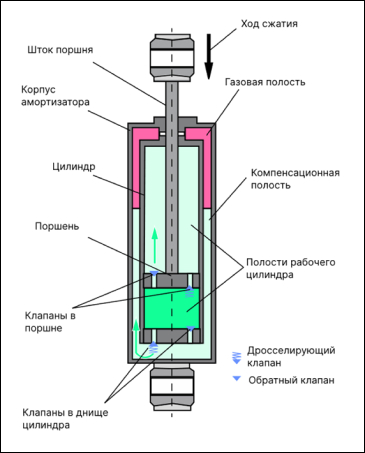 Ход сжатия
Шток поршня
Газовая полость
Корпус
амортизатора
Цилиндр
Компенсационная
полость
Поршень
Полости рабочего
цилиндра
Клапаны в
поршне
Дросселирующий
клапан
Обратный клапан
Клапаны в днище
цилиндра